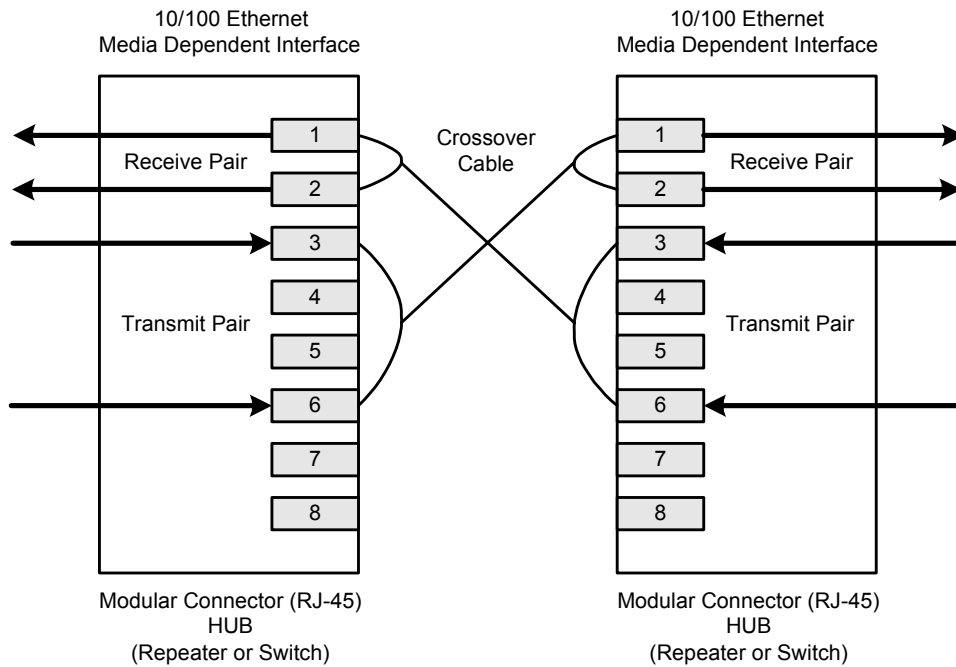 10/100 Ethernet
Media Dependent Interface
10/100 Ethernet
Media Dependent Interface
1
Receive Pair
2
3
4
Transmit Pair
5
6
7
8
Crossover
Cable
1
Receive Pair
2
3
4
Transmit Pair
5
6
7
8
Modular Connector (RJ-45)
HUB
(Repeater or Switch)
Modular Connector (RJ-45)
HUB
(Repeater or Switch)